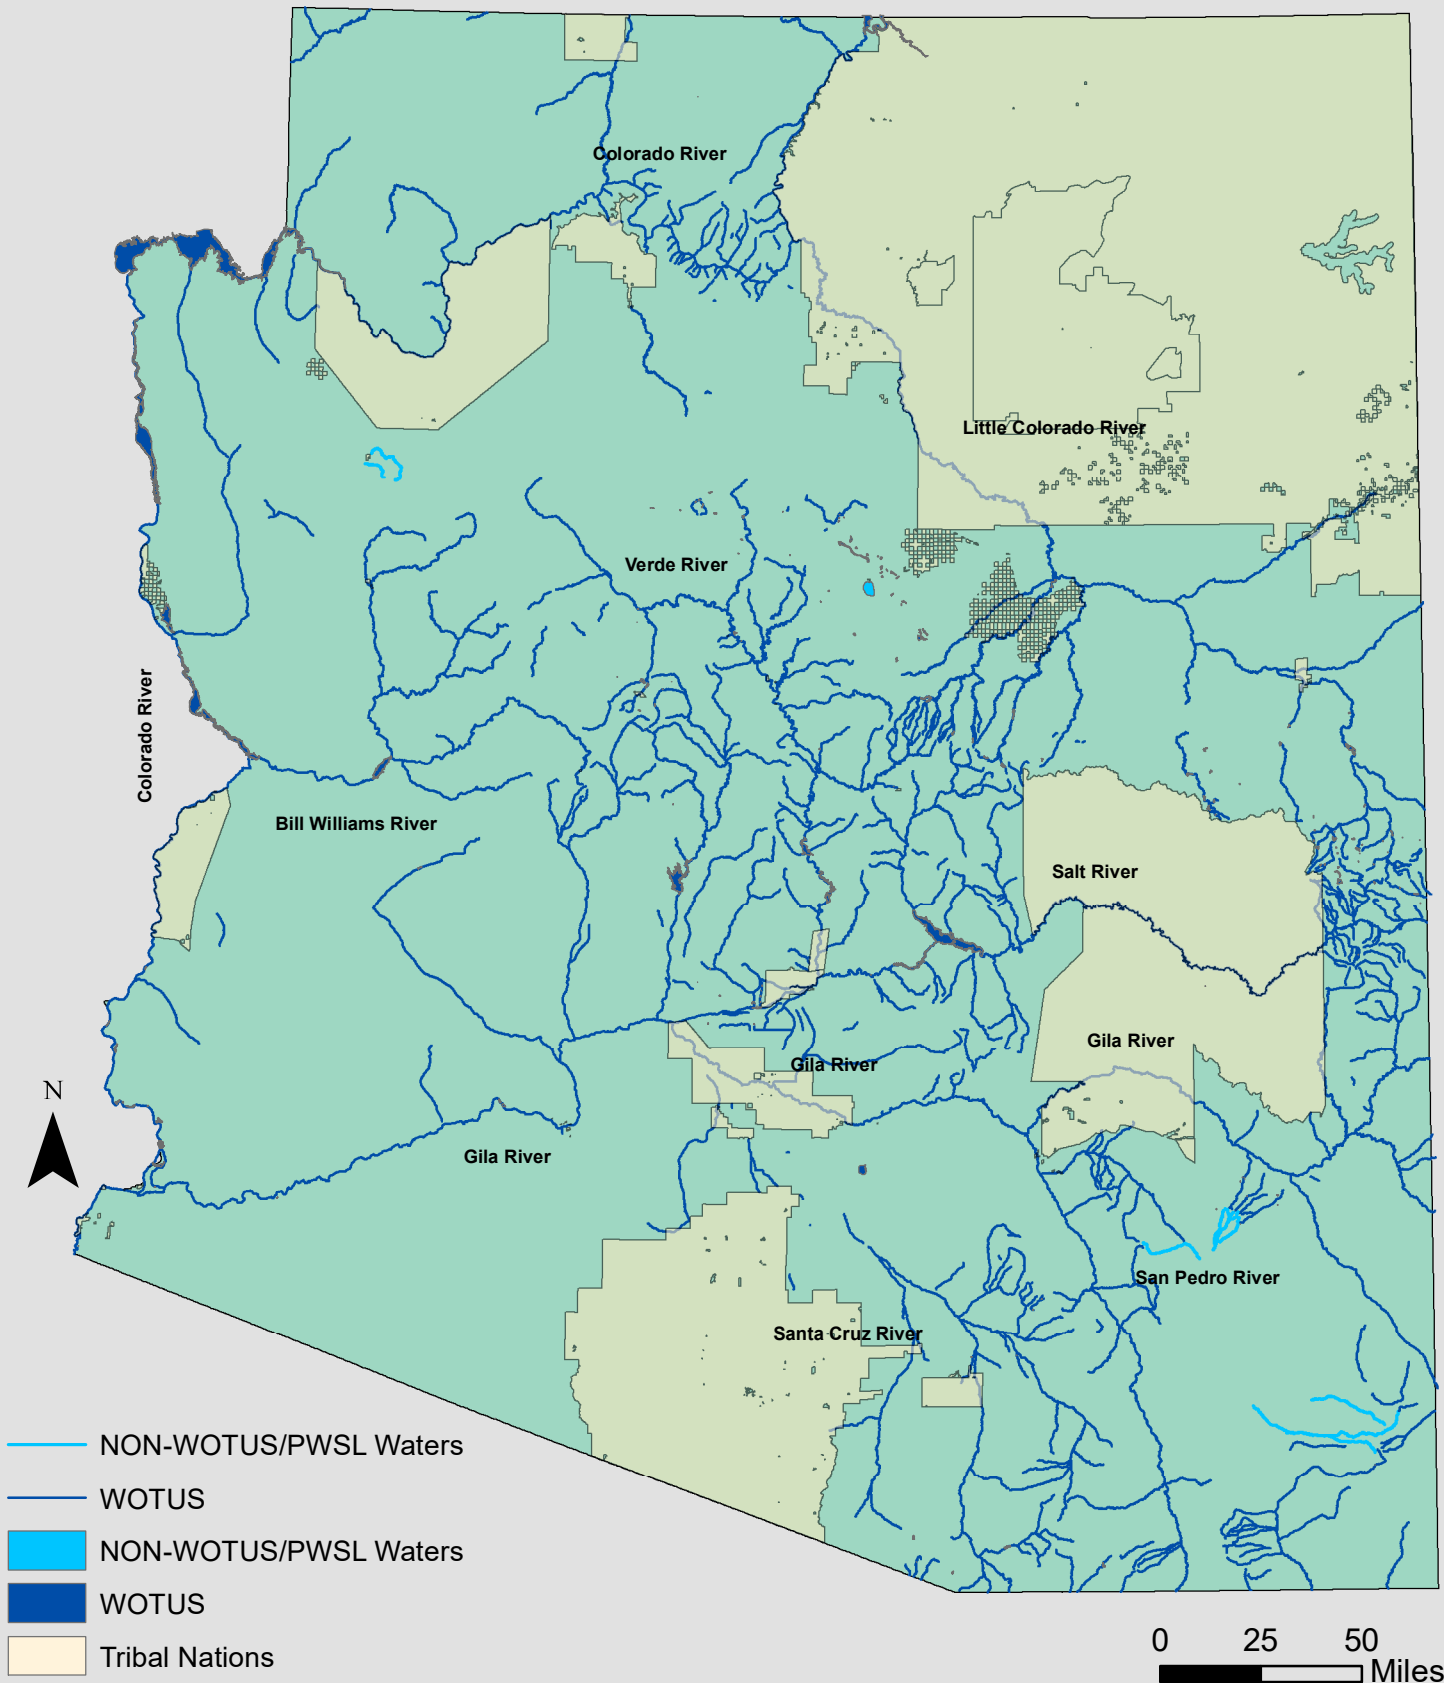 Colorado River
Little Colorado River
Verde River
Colorado River
Bill Williams River
Salt River
Gila River
Gila River
Gila River
San Pedro River
Santa Cruz River
N
NON-WOTUS/PWSL Waters
WOTUS
NON-WOTUS/PWSL Waters
WOTUS
Tribal Nations
0 25 50
Miles